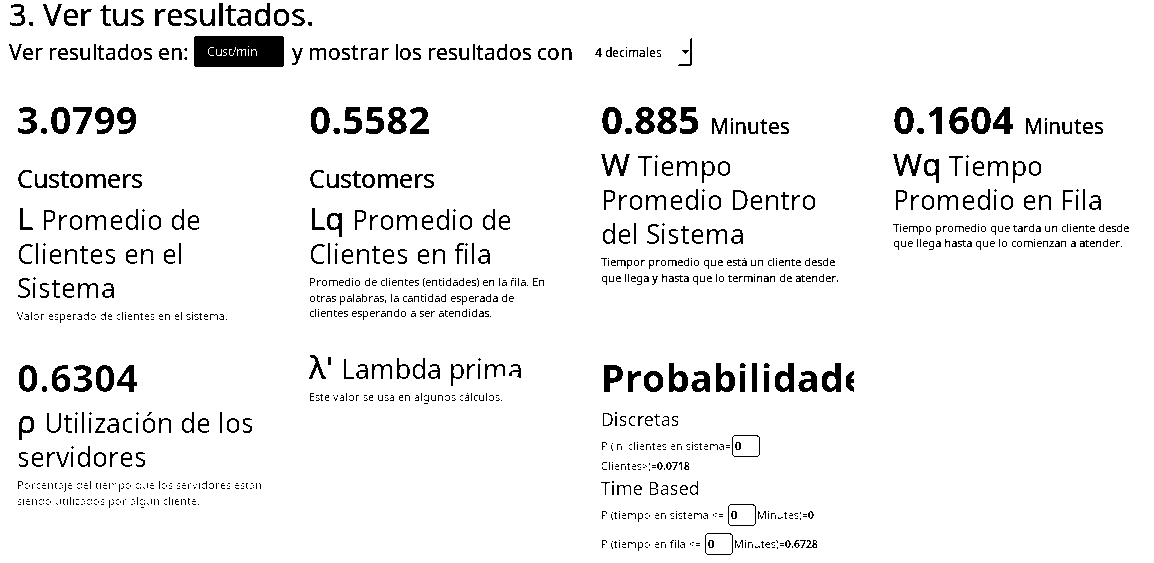 3. Ver tus resultados.
Ver resultados en: Cust/min y mostrar los resultados con 4 decimales
3.0799
Customers
L Promedio de
Clientes en el
Sistema
Valor esperado de clientes en el sistema.
0.5582
Customers
Lq Promedio de
Clientes en fila
Promedio de clientes (entidades) en la fila. En
otras palabras, la cantidad esperada de
clientes esperando a ser atendidas.
0.885 Minutes
W Tiempo
Promedio Dentro
del Sistema
Tiempor promedio que está un cliente desde
que llega y hasta que lo terminan de atender.
0.1604 Minutes
Wq Tiempo
Promedio en Fila
Tiempo promedio que tarda un cliente desde
que llega hasta que lo comienzan a atender.
0.6304
ρ Utilización de los
servidores
Porcentaje del tiempo que los servidores están
siendo utilizados por algun cliente.
λ' Lambda prima
Este valor se usa en algunos cálculos.
Probabilidade
Discretas
P (n clientes en sistema= 0
Clientes>)=0.0718
Time Based
P (tiempo en sistema <= 0 Minutes)=0
P (tiempo en fila <= 0 Minutes)=0.6728